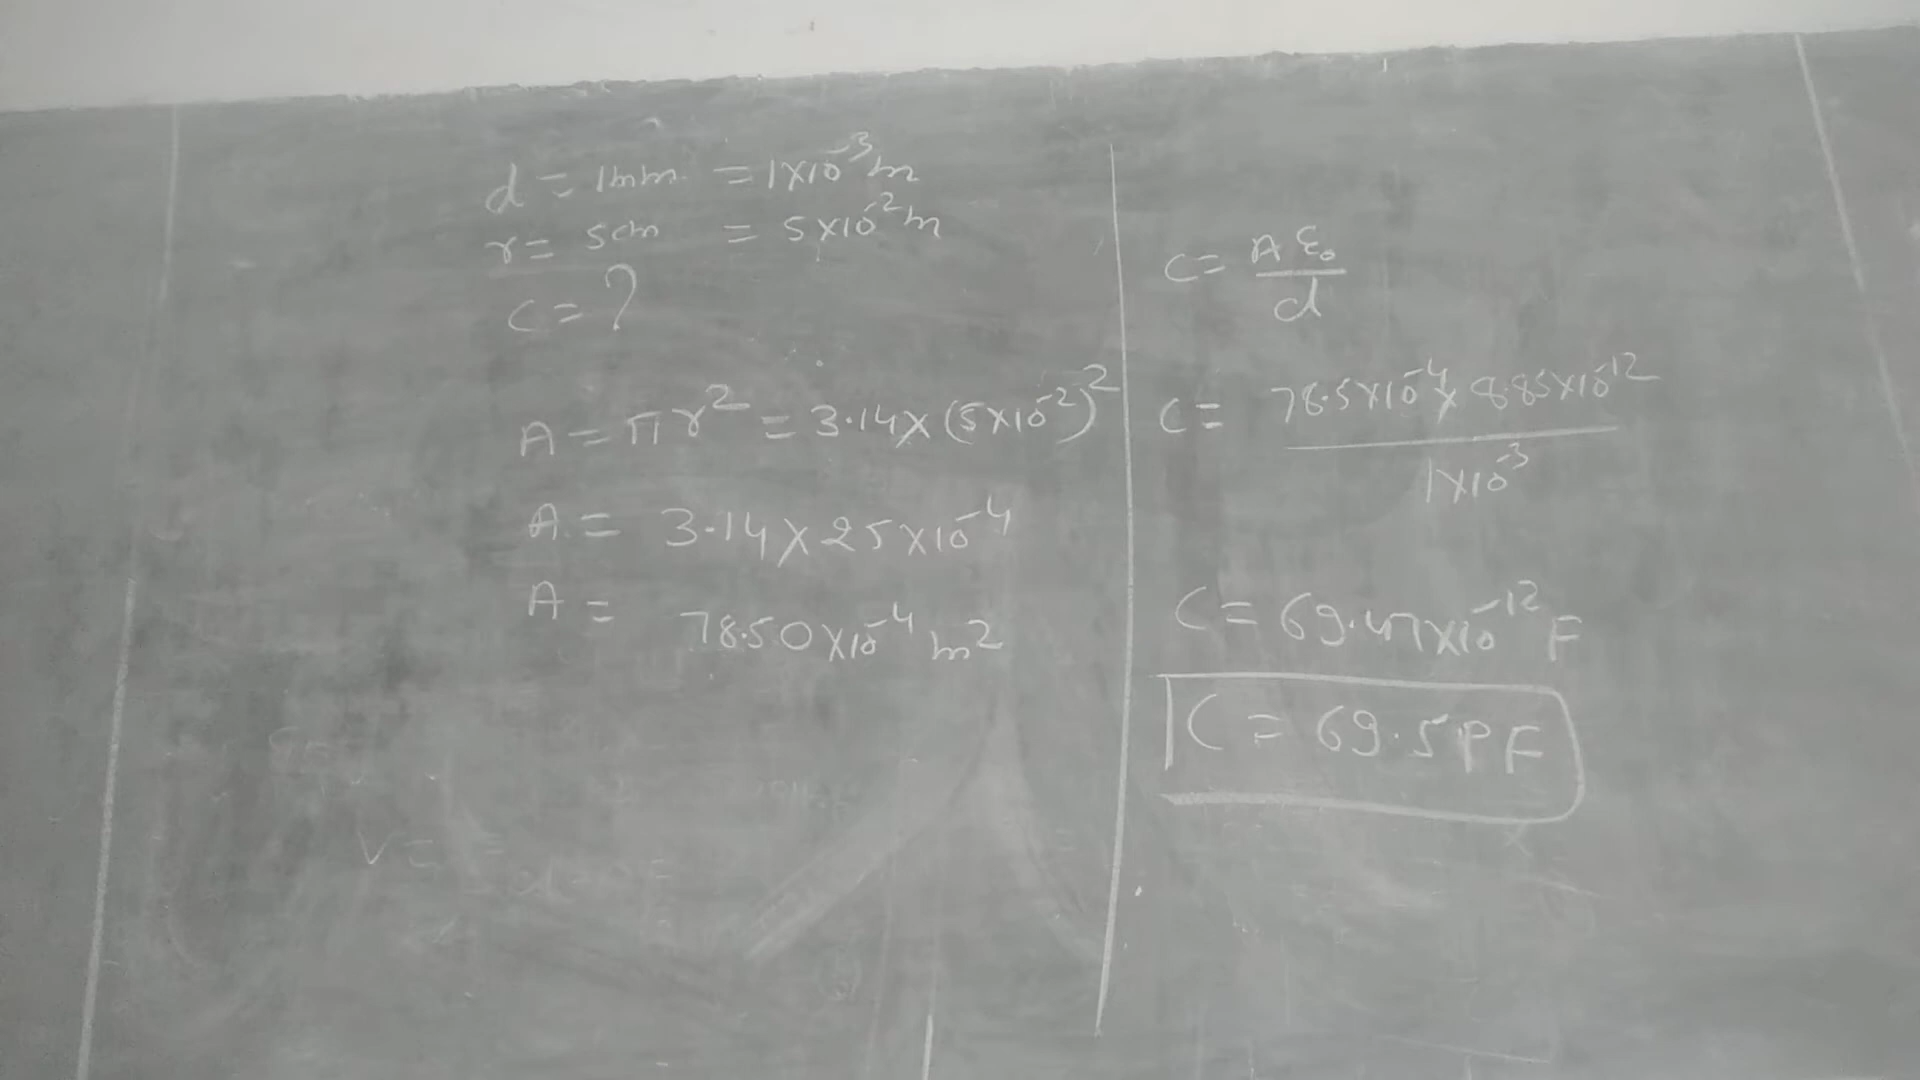 d = 1mm. = 1×10⁻³m
r = 5cm = 5×10⁻²m
C = ?
A = πr² = 3.14×(5×10⁻²)²
A = 3.14×25×10⁻⁴
A = 78.50×10⁻⁴ m²
C = Aε₀/d
C = 78.5×10⁻⁴×8.85×10⁻¹²/1×10⁻³
C = 69.47×10⁻¹² F
C = 69.5PF
V =